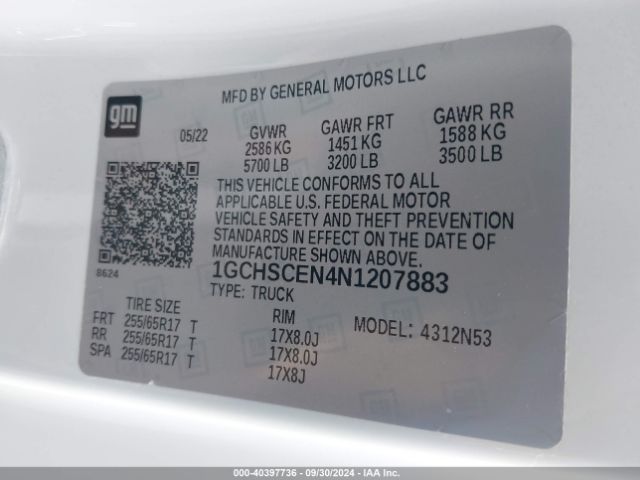 gm
MFD BY GENERAL MOTORS LLC
05/22
GVWR GAWR FRT GAWR RR
2586 KG 1451 KG 1588 KG
5700 LB 3200 LB 3500 LB
THIS VEHICLE CONFORMS TO ALL
APPLICABLE U.S. FEDERAL MOTOR
VEHICLE SAFETY AND THEFT PREVENTION
STANDARDS IN EFFECT ON THE DATE OF
MANUFACTURE SHOWN ABOVE.
8624
1GCHSCEN4N1207883
TYPE: TRUCK
TIRE SIZE RIM
FRT 255/65R17 T 17X8.0J
RR 255/65R17 T 17X8.0J
SPA 255/65R17 T 17X8J
MODEL: 4312N53
000-40397736 - 09/30/2024 - IAA Inc.